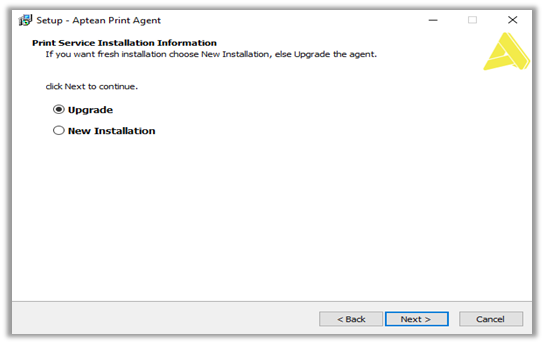 Setup - Aptean Print Agent
Print Service Installation Information
If you want fresh installation choose New Installation, else Upgrade the agent.
click Next to continue.
Upgrade
New Installation
< Back
Next >
Cancel